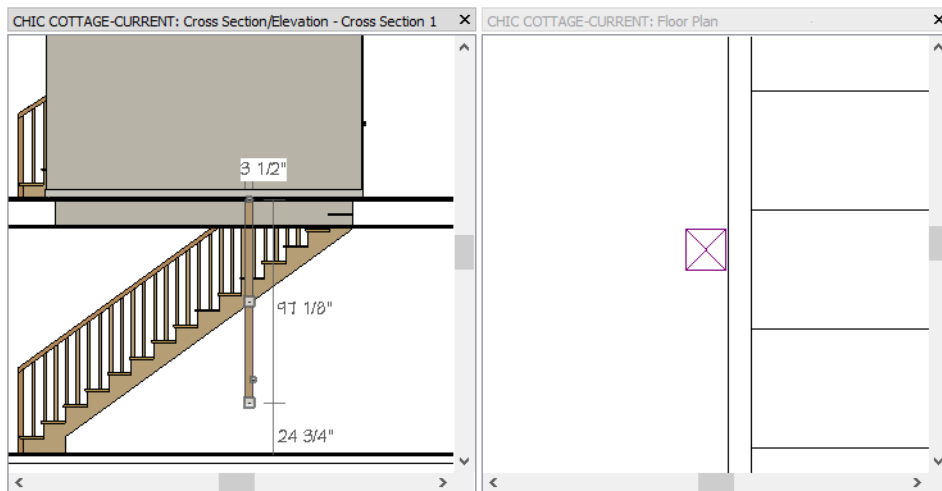 CHIC COTTAGE-CURRENT: Cross Section/Elevation - Cross Section 1
CHIC COTTAGE-CURRENT: Floor Plan
3 1/2"
97 1/8"
24 3/4"